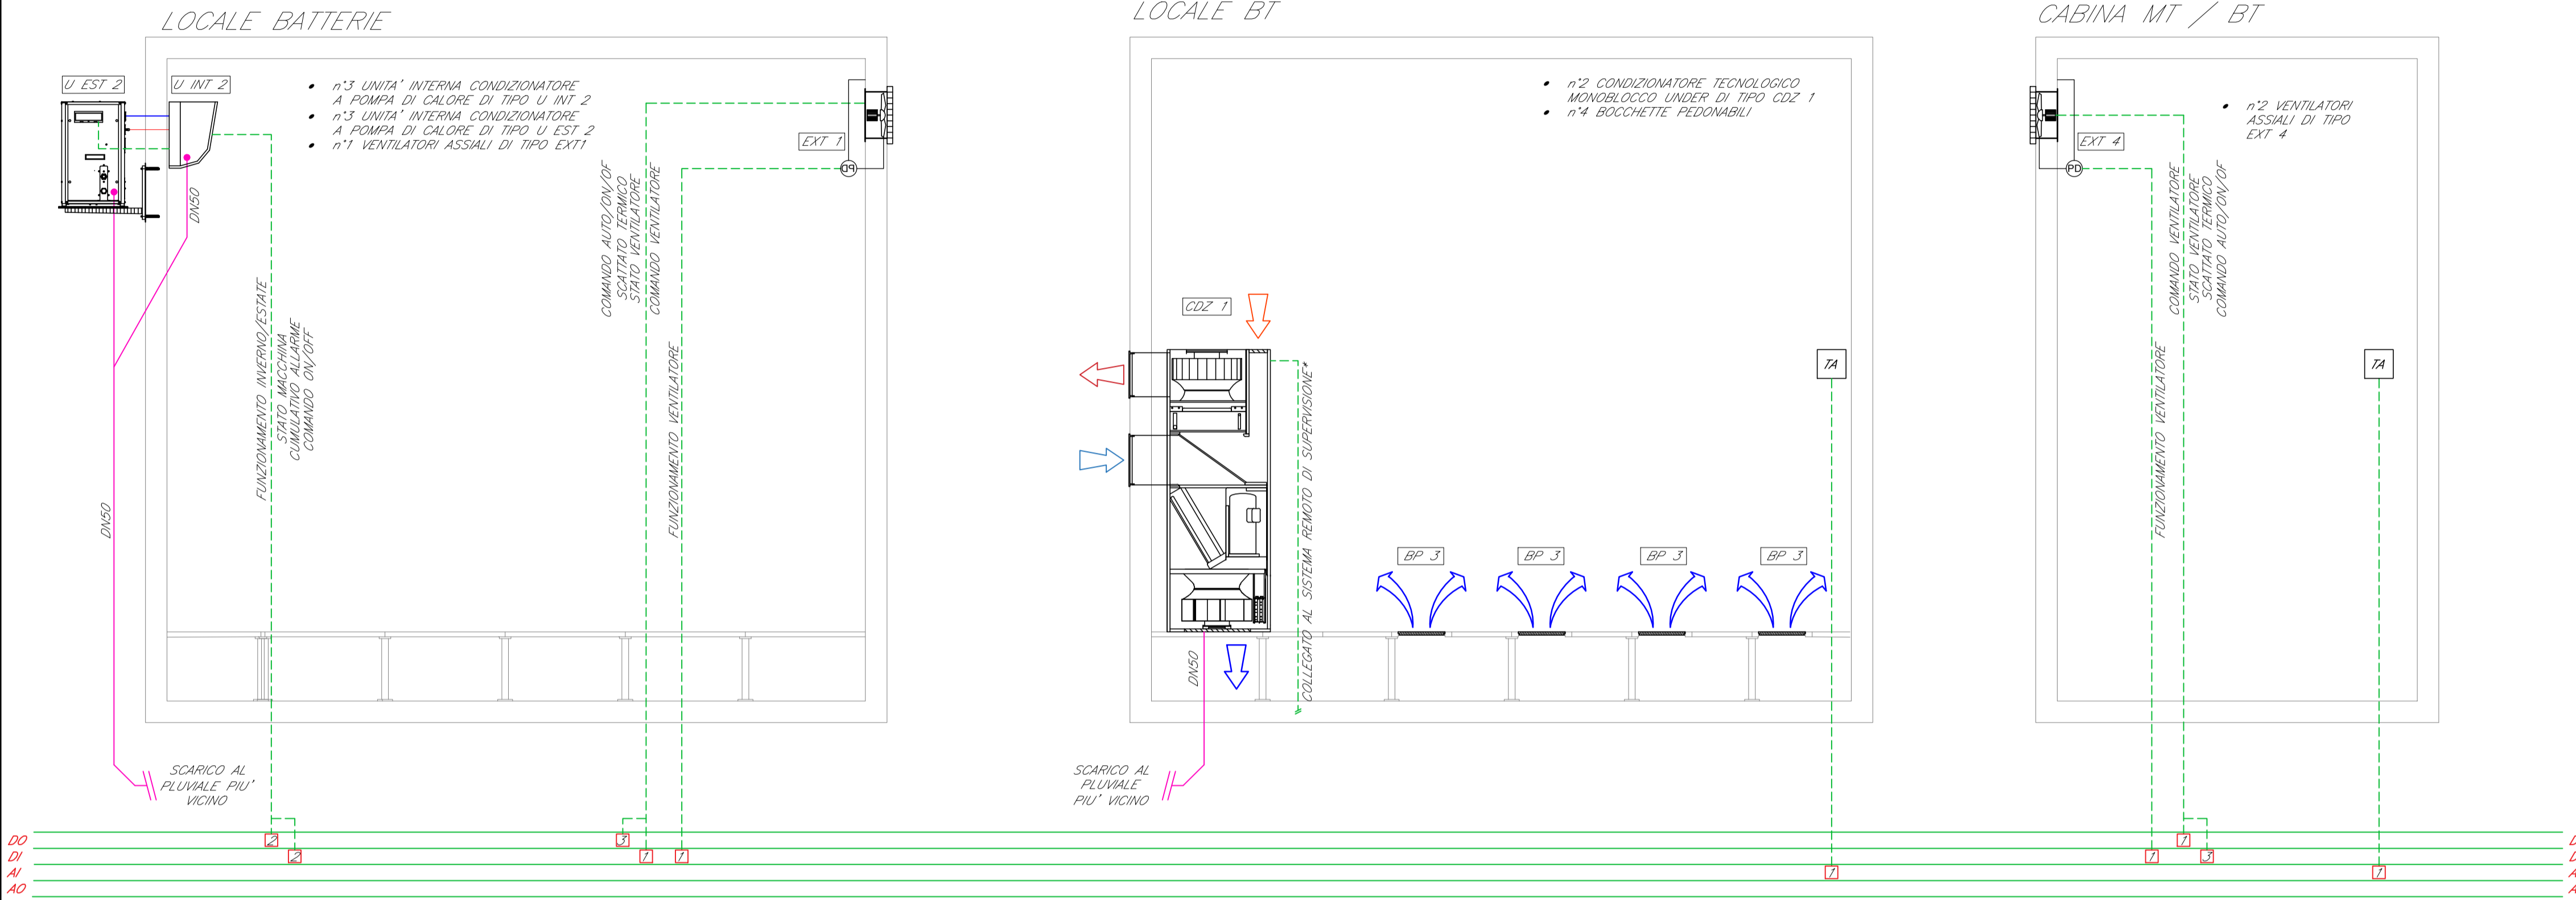 LOCALE BATTERIE
U EST 2
U INT 2
• n°3 UNITA' INTERNA CONDIZIONATORE
A POMPA DI CALORE DI TIPO U INT 2
• n°3 UNITA' INTERNA CONDIZIONATORE
A POMPA DI CALORE DI TIPO U EST 2
• n°1 VENTILATORI ASSIALI DI TIPO EXT1
EXT 1
PD
DN50
DN50
FUNZIONAMENTO INVERNO/ESTATE
STATO MACCHINA
CUMULATIVO ALLARME
COMANDO ON/OFF
COMANDO AUTO/ON/OF
SCATTATO TERMICO
STATO VENTILATORE
COMANDO VENTILATORE
FUNZIONAMENTO VENTILATORE
SCARICO AL
PLUVIALE PIU'
VICINO
LOCALE BT
• n°2 CONDIZIONATORE TECNOLOGICO
MONOBLOCCO UNDER DI TIPO CDZ 1
• n°4 BOCCHETTE PEDONABILI
CDZ 1
COLLEGATO AL SISTEMA REMOTO DI SUPERVISIONE*
TA
BP 3
BP 3
BP 3
BP 3
DN50
SCARICO AL
PLUVIALE
PIU' VICINO
CABINA MT / BT
• n°2 VENTILATORI
ASSIALI DI TIPO
EXT 4
EXT 4
PD
COMANDO VENTILATORE
STATO VENTILATORE
SCATTATO TERMICO
COMANDO AUTO/ON/OF
FUNZIONAMENTO VENTILATORE
TA
DO
2
3
1
D
DI
2
1
1
1
3
D
AI
1
1
A
AO
A